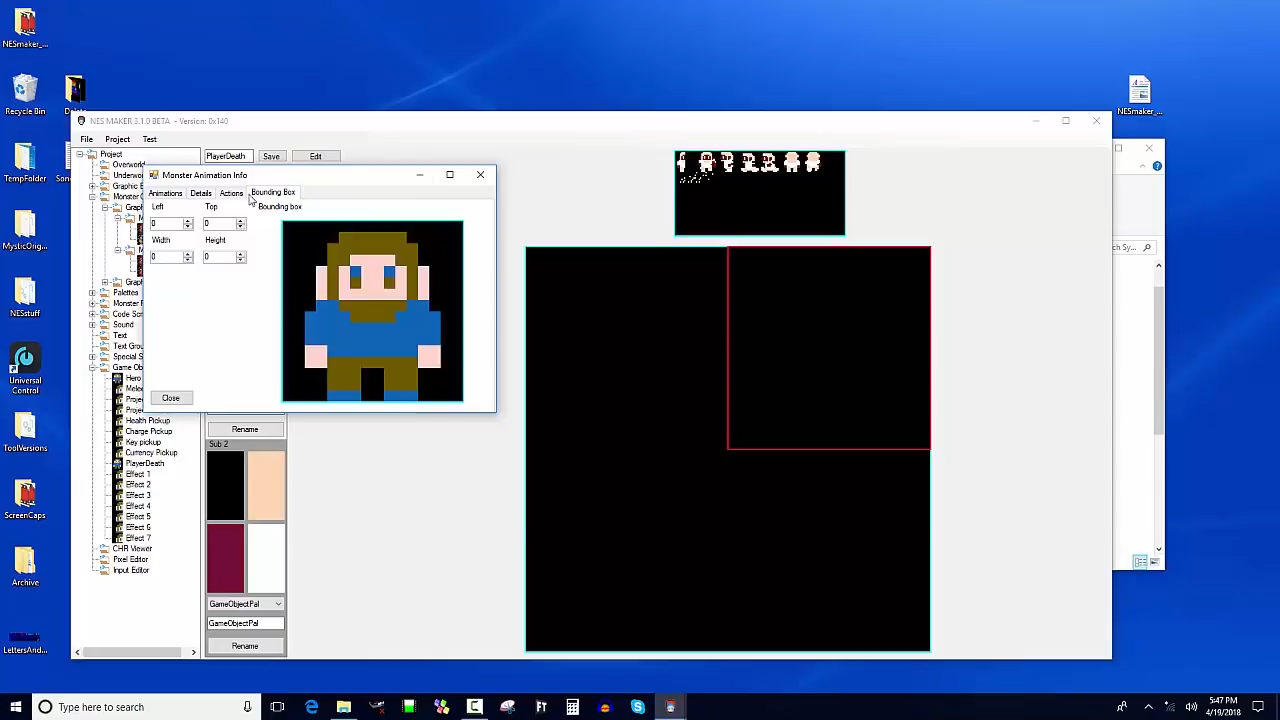 NESmaker_...
Recycle Bin
TempFolder
MysticOrig...
NEStuff
Universal
Control
ToolVersions
ScreenCaps
Archive
LettersAnd...
NESmaker_...
NES MAKER 3.1.0 BETA - Version: 0x140
File Project Test
Project
PlayerDeath Save Edit
Monster Animation Info
Animations Details Actions Bounding Box
Left Top Bounding box
0 0
Width Height
0 0
Close
Palettes
Sound
Text
Hero
Health Pickup
Charge Pickup
Key pickup
Currency Pickup
PlayerDeath
Effect 1
Effect 2
Effect 3
Effect 4
Effect 5
Effect 6
Effect 7
CHR Viewer
Pixel Editor
Input Editor
Rename
Sub 2
GameObjectPal
GameObjectPal
Rename
Type here to search
5:47 PM
4/19/2018